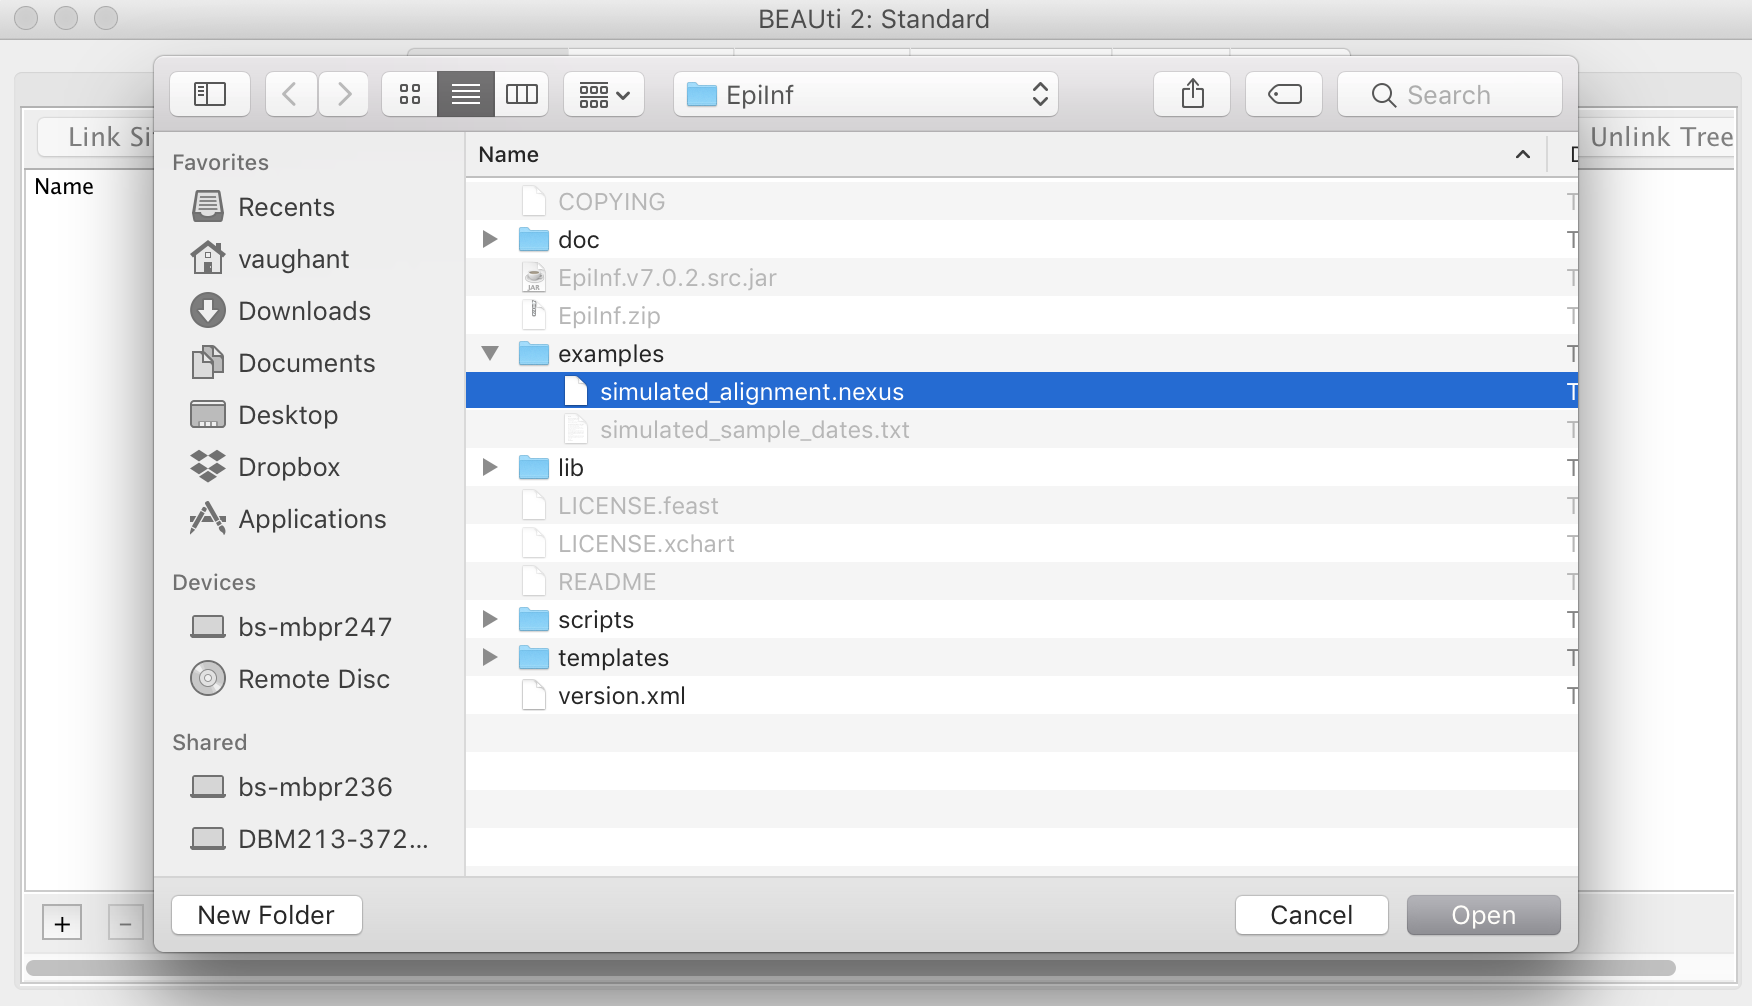 BEAUti 2: Standard
EpiInf
Search
Link Si
Unlink Tree
Name
Favorites
Recents
vaughant
Downloads
Documents
Desktop
Dropbox
Applications
Devices
bs-mbpr247
Remote Disc
Shared
bs-mbpr236
DBM213-372...
Name
COPYING
doc
EpiInf.v7.0.2.src.jar
EpiInf.zip
examples
simulated_alignment.nexus
simulated_sample_dates.txt
lib
LICENSE.feast
LICENSE.xchart
README
scripts
templates
version.xml
+
-
New Folder
Cancel
Open